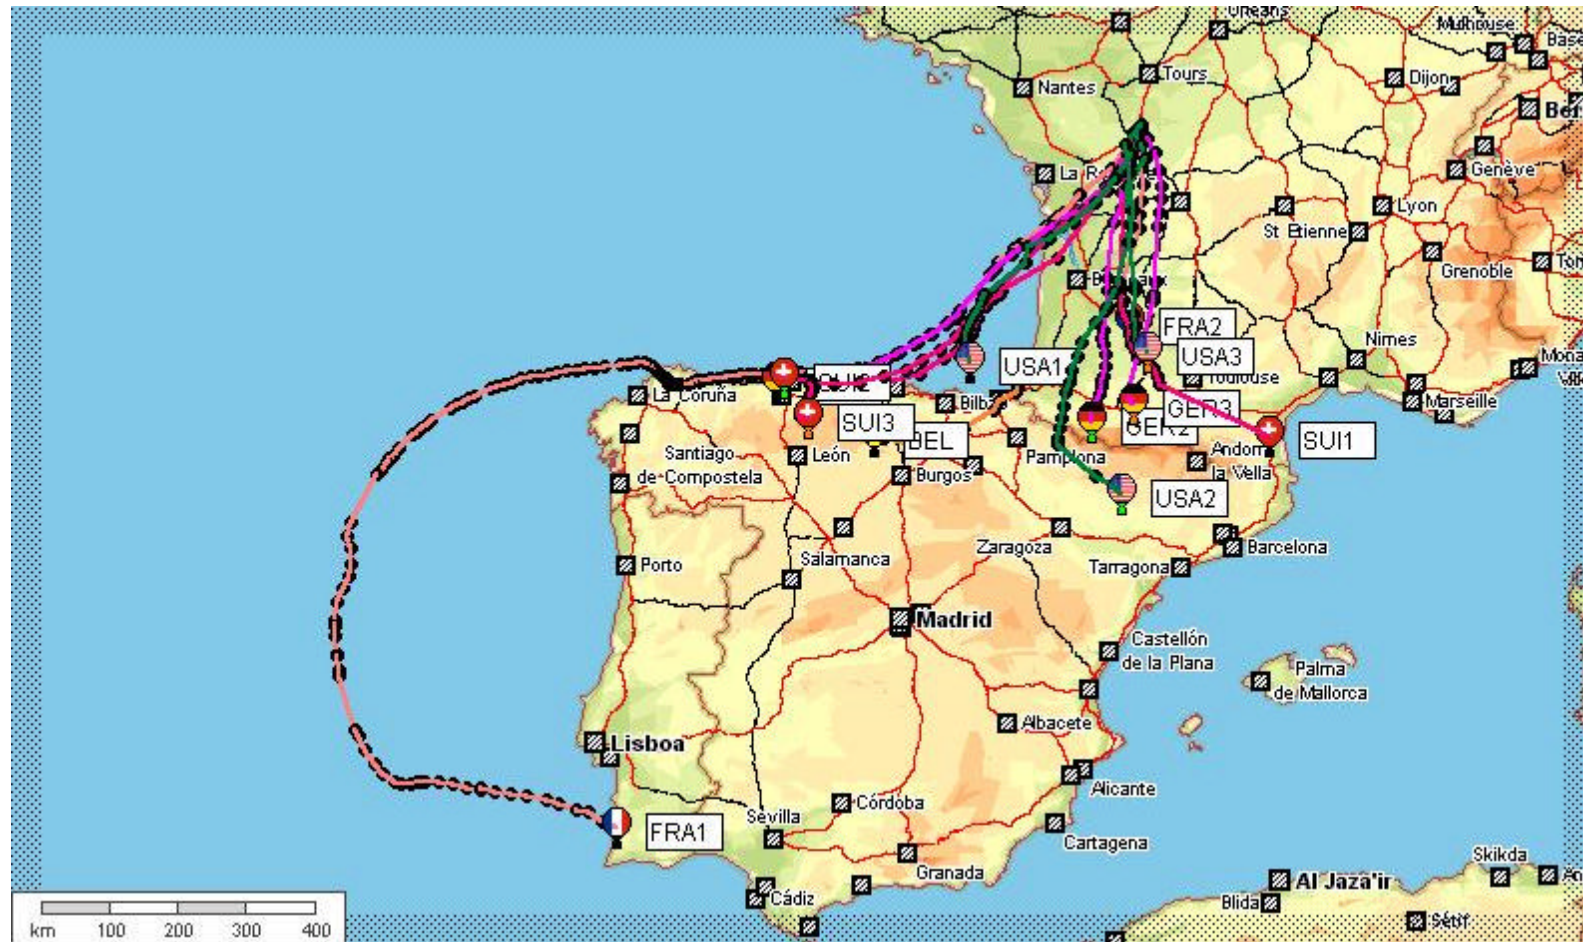 Orléans
Mulhouse
Tours
Nantes
Dijon
Genève
Lyon
St Etienne
Grenoble
FRA2
Nimes
USA3
USA1
Toulouse
La Coruña
Marseille
GER3
SUI3
GER2
BEL
SUI1
León
Pamplona
Santiago
de Compostela
Burgos
la Vella
USA2
Zaragoza
Barcelona
Salamanca
Porto
Tarragona
Madrid
Castellón
de la Plana
Palma
de Mallorca
Albacete
Lisboa
Alicante
Córdoba
Sevilla
FRA1
Cartagena
Granada
Skikda
Al Jaza'ir
Cádiz
Blida
Sétif
km 100 200 300 400